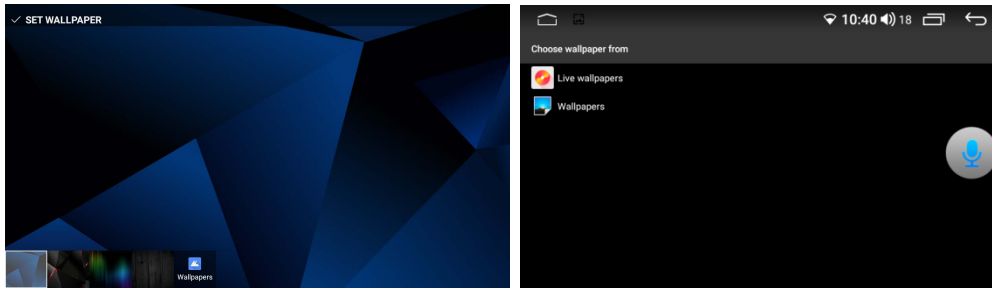 SET WALLPAPER
Wallpapers
10:40 18
Choose wallpaper from
Live wallpapers
Wallpapers